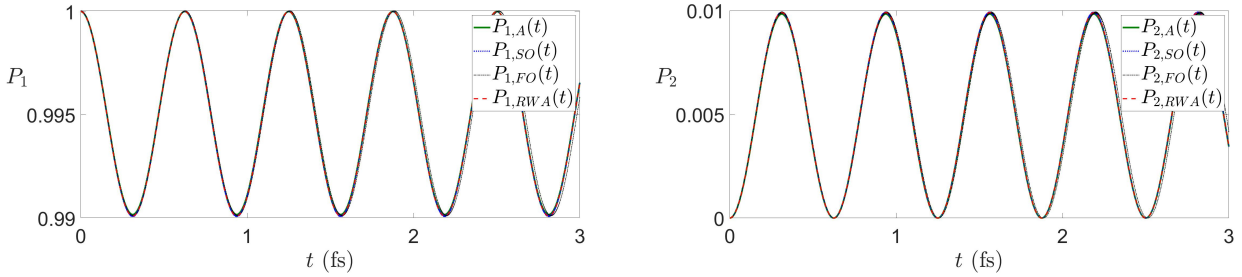 1
0.995
0.99
P₁
0
1
2
3
t (fs)
P₁,A(t)
P₁,SO(t)
P₁,FO(t)
P₁,RWA(t)
0.01
0.005
0
P₂
0
1
2
3
t (fs)
P₂,A(t)
P₂,SO(t)
P₂,FO(t)
P₂,RWA(t)